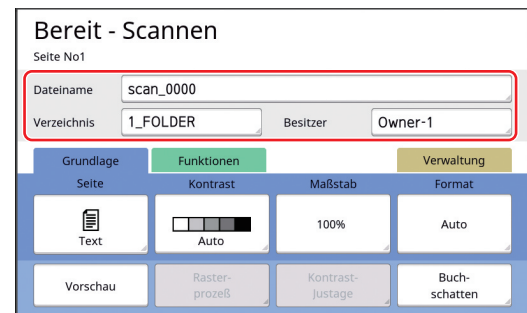 Bereit - Scannen
Seite No1
Dateiname scan_0000
Verzeichnis 1_FOLDER Besitzer Owner-1
Grundlage Funktionen Verwaltung
Seite Kontrast Maßstab Format
Text Auto 100% Auto
Vorschau Raster-
prozeß Kontrast-
Justage Buch-
schatten